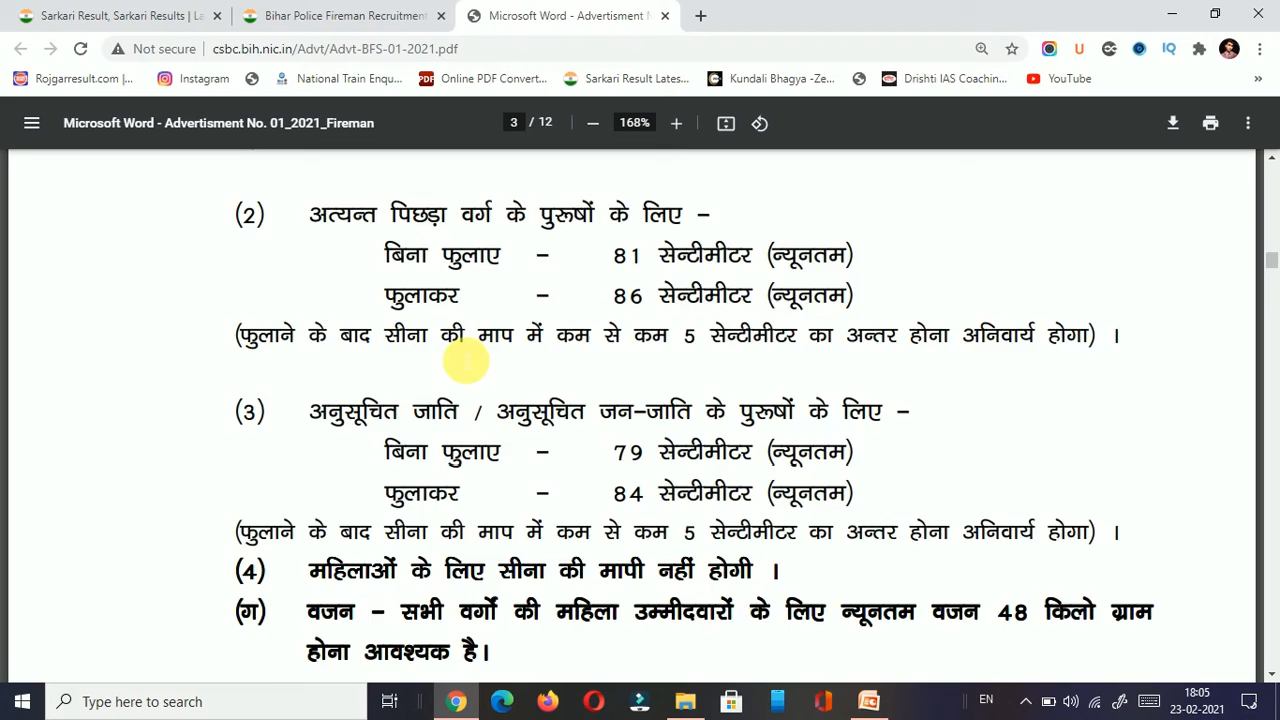 Sarkari Result, Sarkari Results | La
Bihar Police Fireman Recruitment
Microsoft Word - Advertisment N
Not secure | csbc.bih.nic.in/Advt/Advt-BFS-01-2021.pdf
Rojgarresult.com |... Instagram National Train Enqu... PDF Online PDF Convert... Sarkari Result Lates... Kundali Bhagya -Ze... Drishti IAS Coachin... YouTube »
Microsoft Word - Advertisment No. 01_2021_Fireman 3 / 12 — 168% +
(2) अत्यन्त पिछड़ा वर्ग के पुरूषों के लिए –
बिना फुलाए – 81 सेन्टीमीटर (न्यूनतम)
फुलाकर – 86 सेन्टीमीटर (न्यूनतम)
(फुलाने के बाद सीना की माप में कम से कम 5 सेन्टीमीटर का अन्तर होना अनिवार्य होगा) ।
(3) अनुसूचित जाति / अनुसूचित जन–जाति के पुरूषों के लिए –
बिना फुलाए – 79 सेन्टीमीटर (न्यूनतम)
फुलाकर – 84 सेन्टीमीटर (न्यूनतम)
(फुलाने के बाद सीना की माप में कम से कम 5 सेन्टीमीटर का अन्तर होना अनिवार्य होगा) ।
(4) महिलाओं के लिए सीना की मापी नहीं होगी ।
(ग) वजन – सभी वर्गों की महिला उम्मीदवारों के लिए न्यूनतम वजन 48 किलो ग्राम
होना आवश्यक है।
Type here to search
EN
18:05
23-02-2021